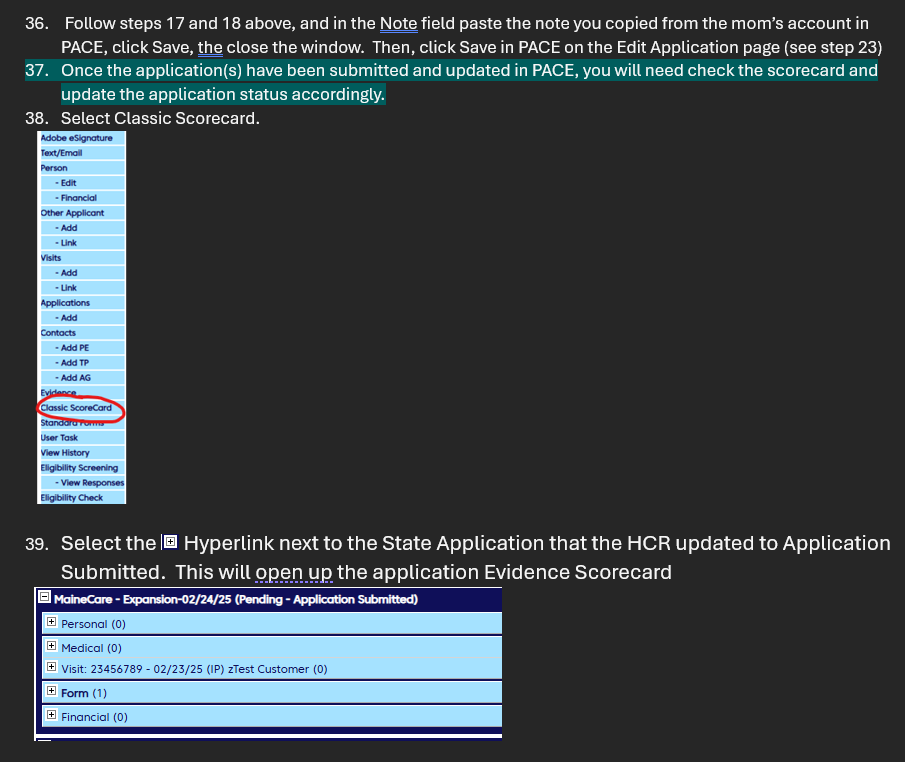 36. Follow steps 17 and 18 above, and in the Note field paste the note you copied from the mom's account in
PACE, click Save, the close the window. Then, click Save in PACE on the Edit Application page (see step 23)
37. Once the application(s) have been submitted and updated in PACE, you will need check the scorecard and
update the application status accordingly.
38. Select Classic Scorecard.
Adobe eSignature
Text/Email
Person
- Edit
- Financial
Other Applicant
- Add
- Link
Visits
- Add
- Link
Applications
- Add
Contacts
- Add PE
- Add TP
- Add AG
Evidence
Classic ScoreCard
Standard Forms
User Task
View History
Eligibility Screening
- View Responses
Eligibility Check
39. Select the Hyperlink next to the State Application that the HCR updated to Application
Submitted. This will open up the application Evidence Scorecard
MaineCare - Expansion-02/24/25 (Pending - Application Submitted)
Personal (0)
Medical (0)
Visit: 23456789 - 02/23/25 (IP) zTest Customer (0)
Form (1)
Financial (0)